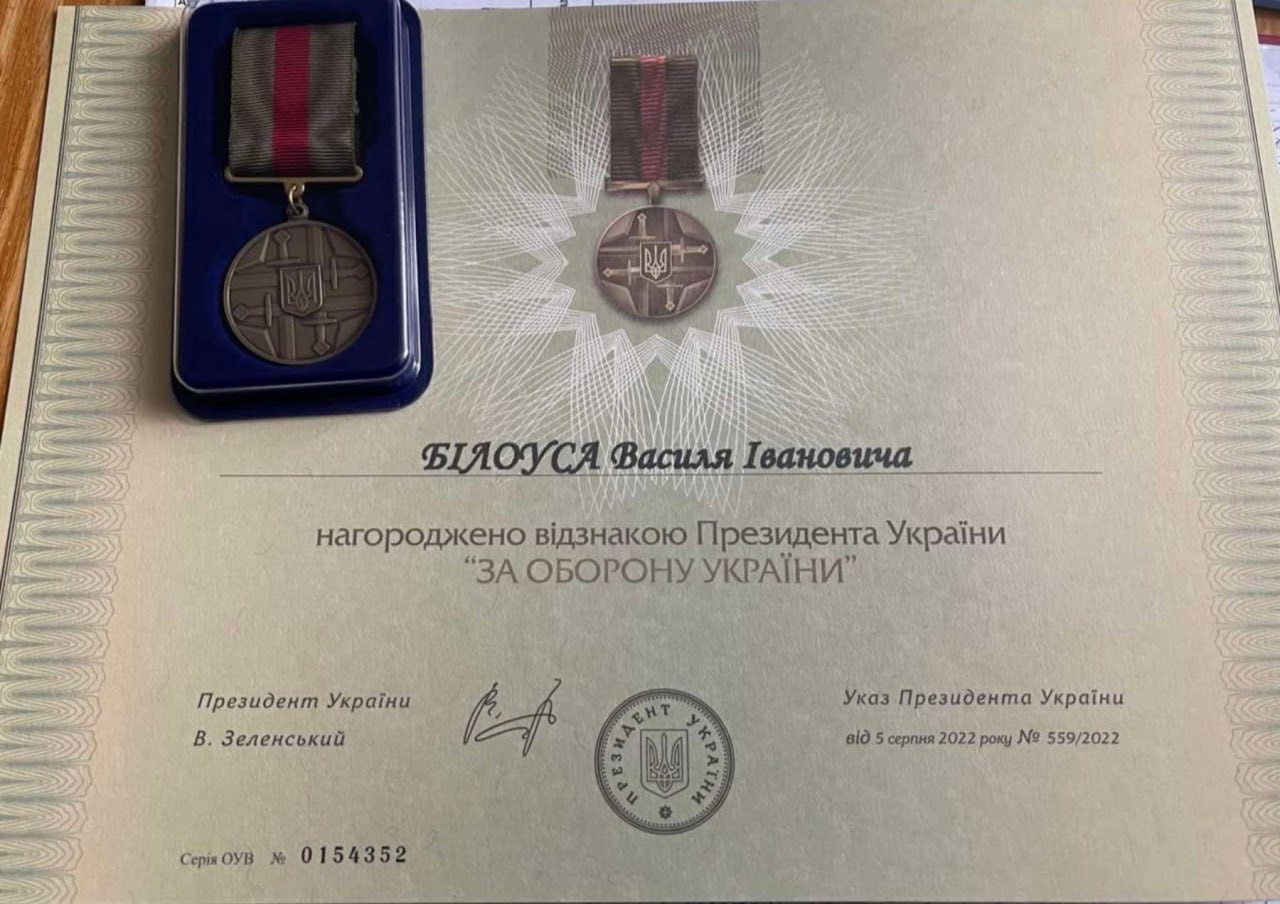 БІЛОУСА Василя Івановича
нагороджено відзнакою Президента України
“ЗА ОБОРОНУ УКРАЇНИ”
Президент України
В. Зеленський
ПРЕЗИДЕНТ УКРАЇНИ
Указ Президента України
від 5 серпня 2022 року № 559/2022
Серія ОУВ № 0154352